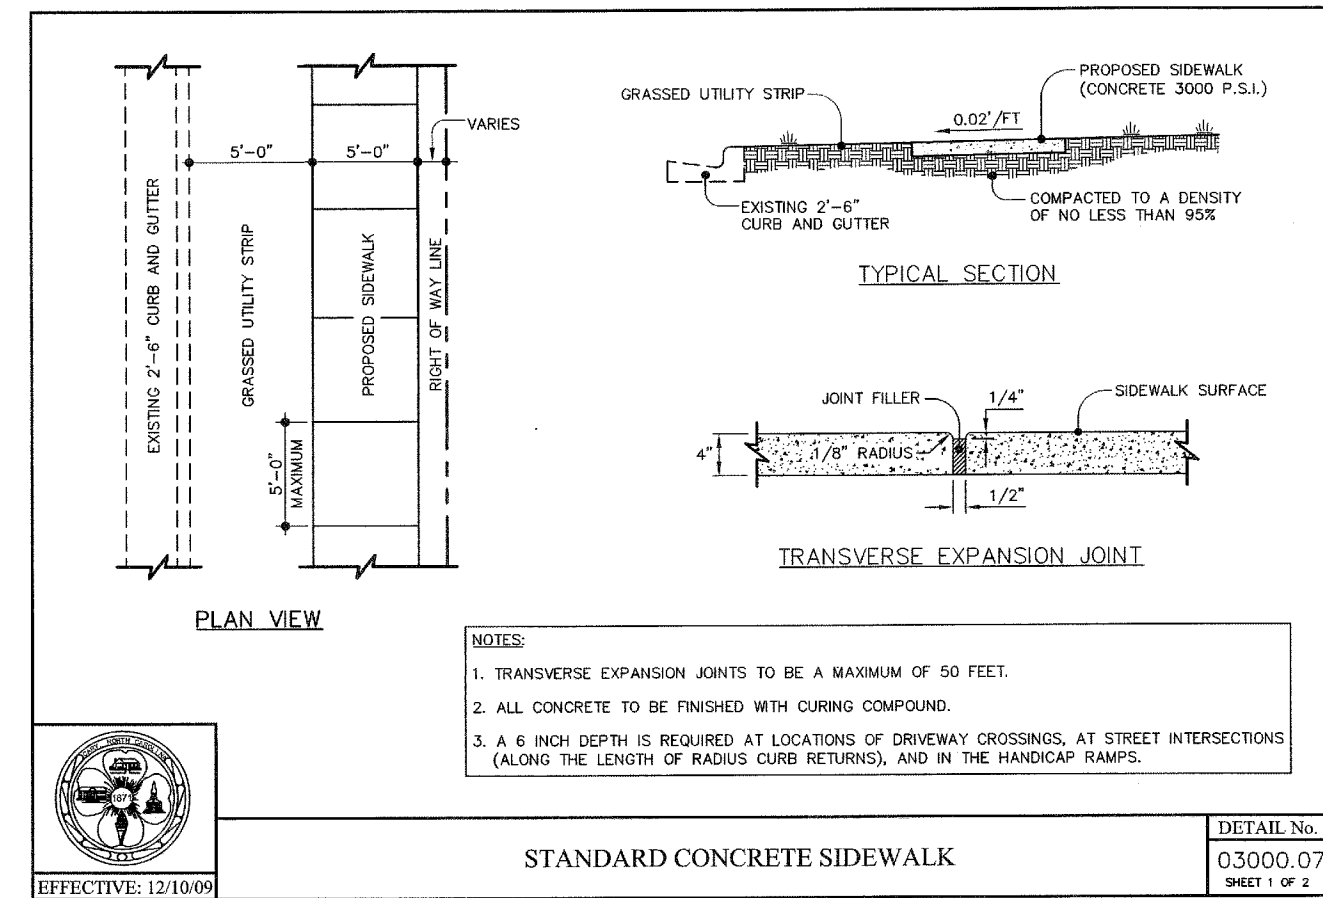 VARIES
5'-0"
5'-0"
EXISTING 2'-6" CURB AND GUTTER
GRASSED UTILITY STRIP
PROPOSED SIDEWALK
RIGHT OF WAY LINE
5'-0"
MAXIMUM
PLAN VIEW
GRASSED UTILITY STRIP
PROPOSED SIDEWALK
(CONCRETE 3000 P.S.I.)
0.02'/FT
EXISTING 2'-6"
CURB AND GUTTER
COMPACTED TO A DENSITY
OF NO LESS THAN 95%
TYPICAL SECTION
JOINT FILLER
1/4"
SIDEWALK SURFACE
4"
1/8" RADIUS
1/2"
TRANSVERSE EXPANSION JOINT
NOTES:
1. TRANSVERSE EXPANSION JOINTS TO BE A MAXIMUM OF 50 FEET.
2. ALL CONCRETE TO BE FINISHED WITH CURING COMPOUND.
3. A 6 INCH DEPTH IS REQUIRED AT LOCATIONS OF DRIVEWAY CROSSINGS, AT STREET INTERSECTIONS
(ALONG THE LENGTH OF RADIUS CURB RETURNS), AND IN THE HANDICAP RAMPS.
CARY, NORTH CAROLINA
1871
EFFECTIVE: 12/10/09
STANDARD CONCRETE SIDEWALK
DETAIL No.
03000.07
SHEET 1 OF 2